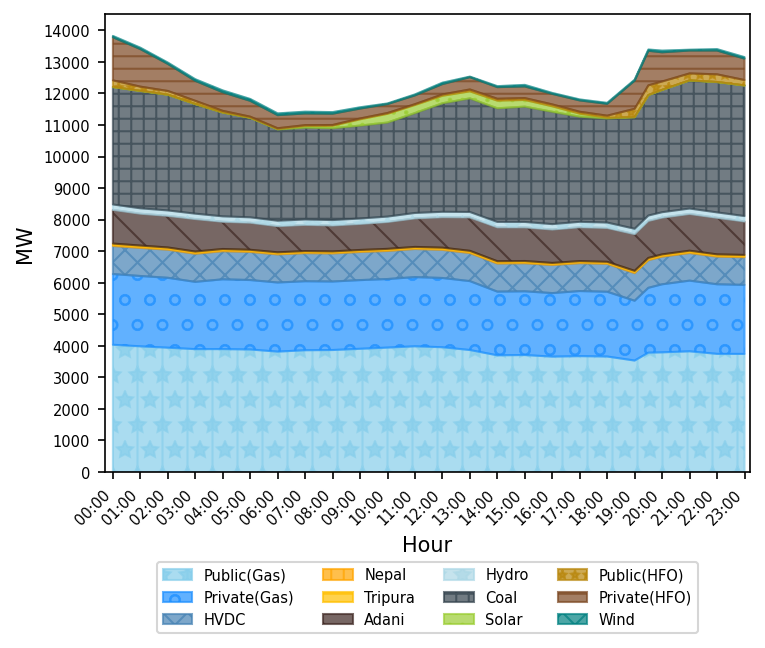 14000
13000
12000
11000
10000
9000
8000
7000
6000
5000
4000
3000
2000
1000
0
MW
00:00 01:00 02:00 03:00 04:00 05:00 06:00 07:00 08:00 09:00 10:00 11:00 12:00 13:00 14:00 15:00 16:00 17:00 18:00 19:00 20:00 21:00 22:00 23:00
Hour
Public(Gas) Nepal Hydro Public(HFO)
Private(Gas) Tripura Coal Private(HFO)
HVDC Adani Solar Wind